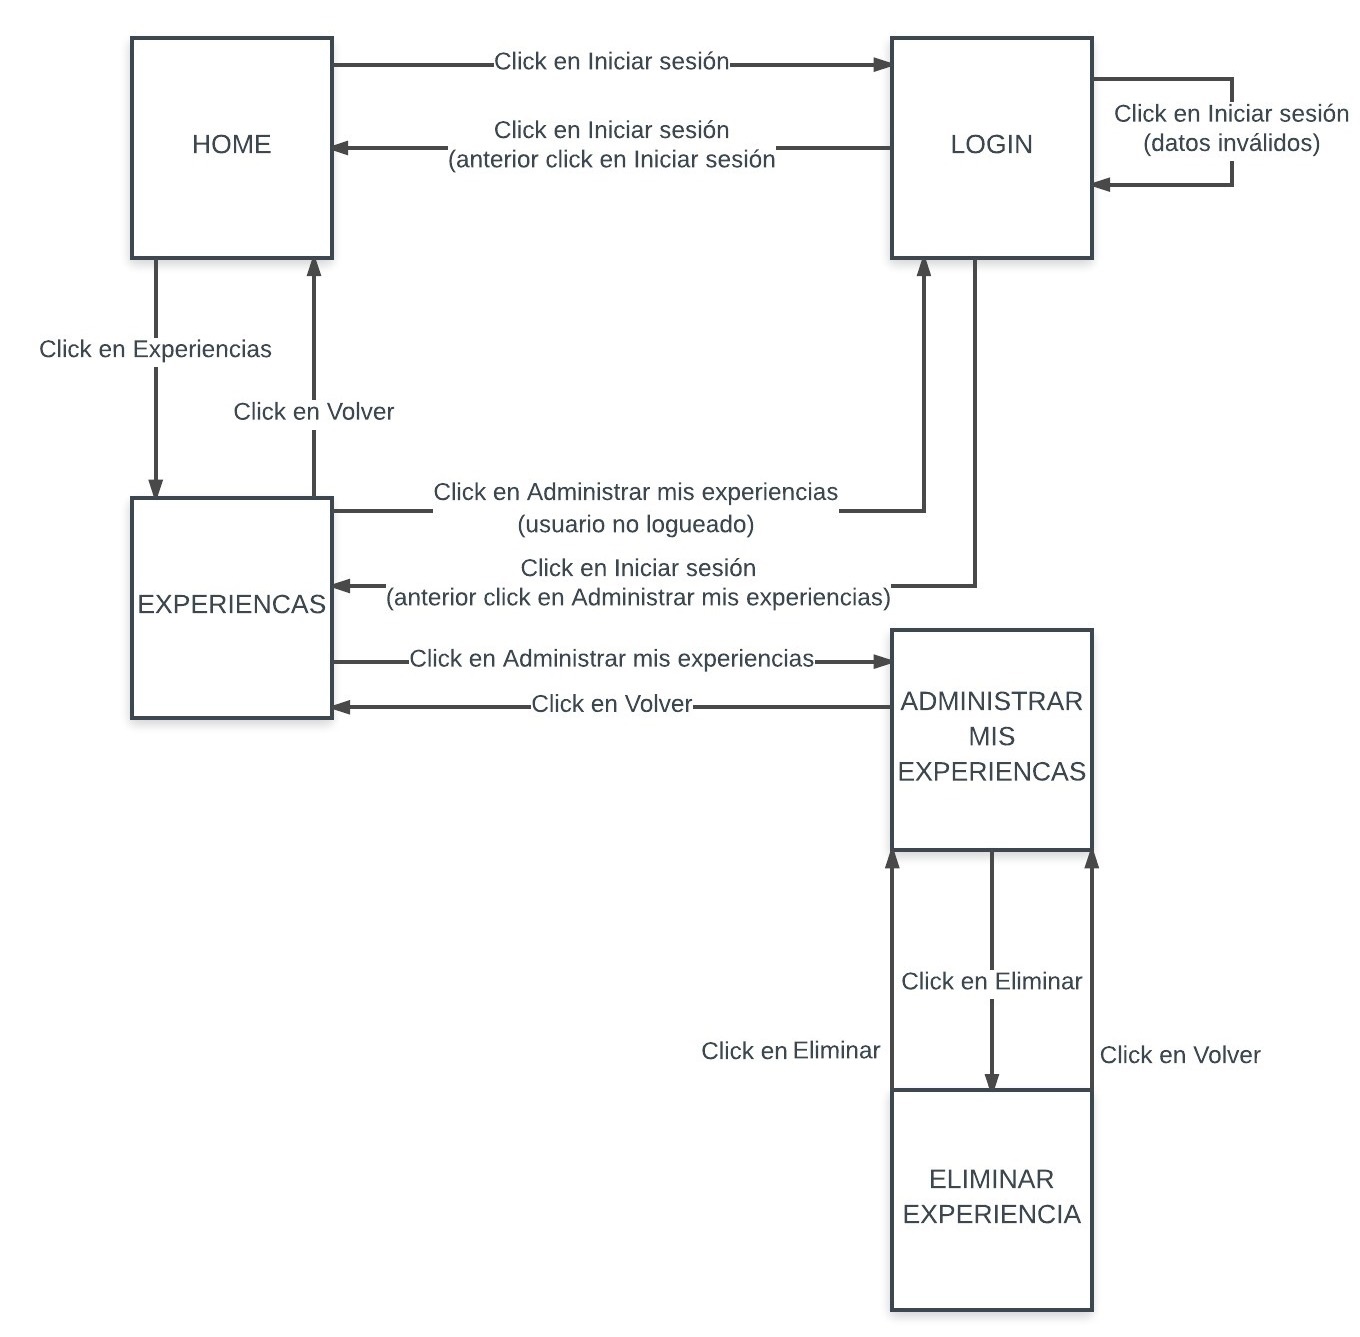 Click en Iniciar sesión
HOME
Click en Iniciar sesión
(anterior click en Iniciar sesión
LOGIN
Click en Iniciar sesión
(datos inválidos)
Click en Experiencias
Click en Volver
Click en Administrar mis experiencias
(usuario no logueado)
Click en Iniciar sesión
(anterior click en Administrar mis experiencias)
EXPERIENCAS
Click en Administrar mis experiencias
Click en Volver
ADMINISTRAR
MIS
EXPERIENCAS
Click en Eliminar
Click en Eliminar
Click en Volver
ELIMINAR
EXPERIENCIA